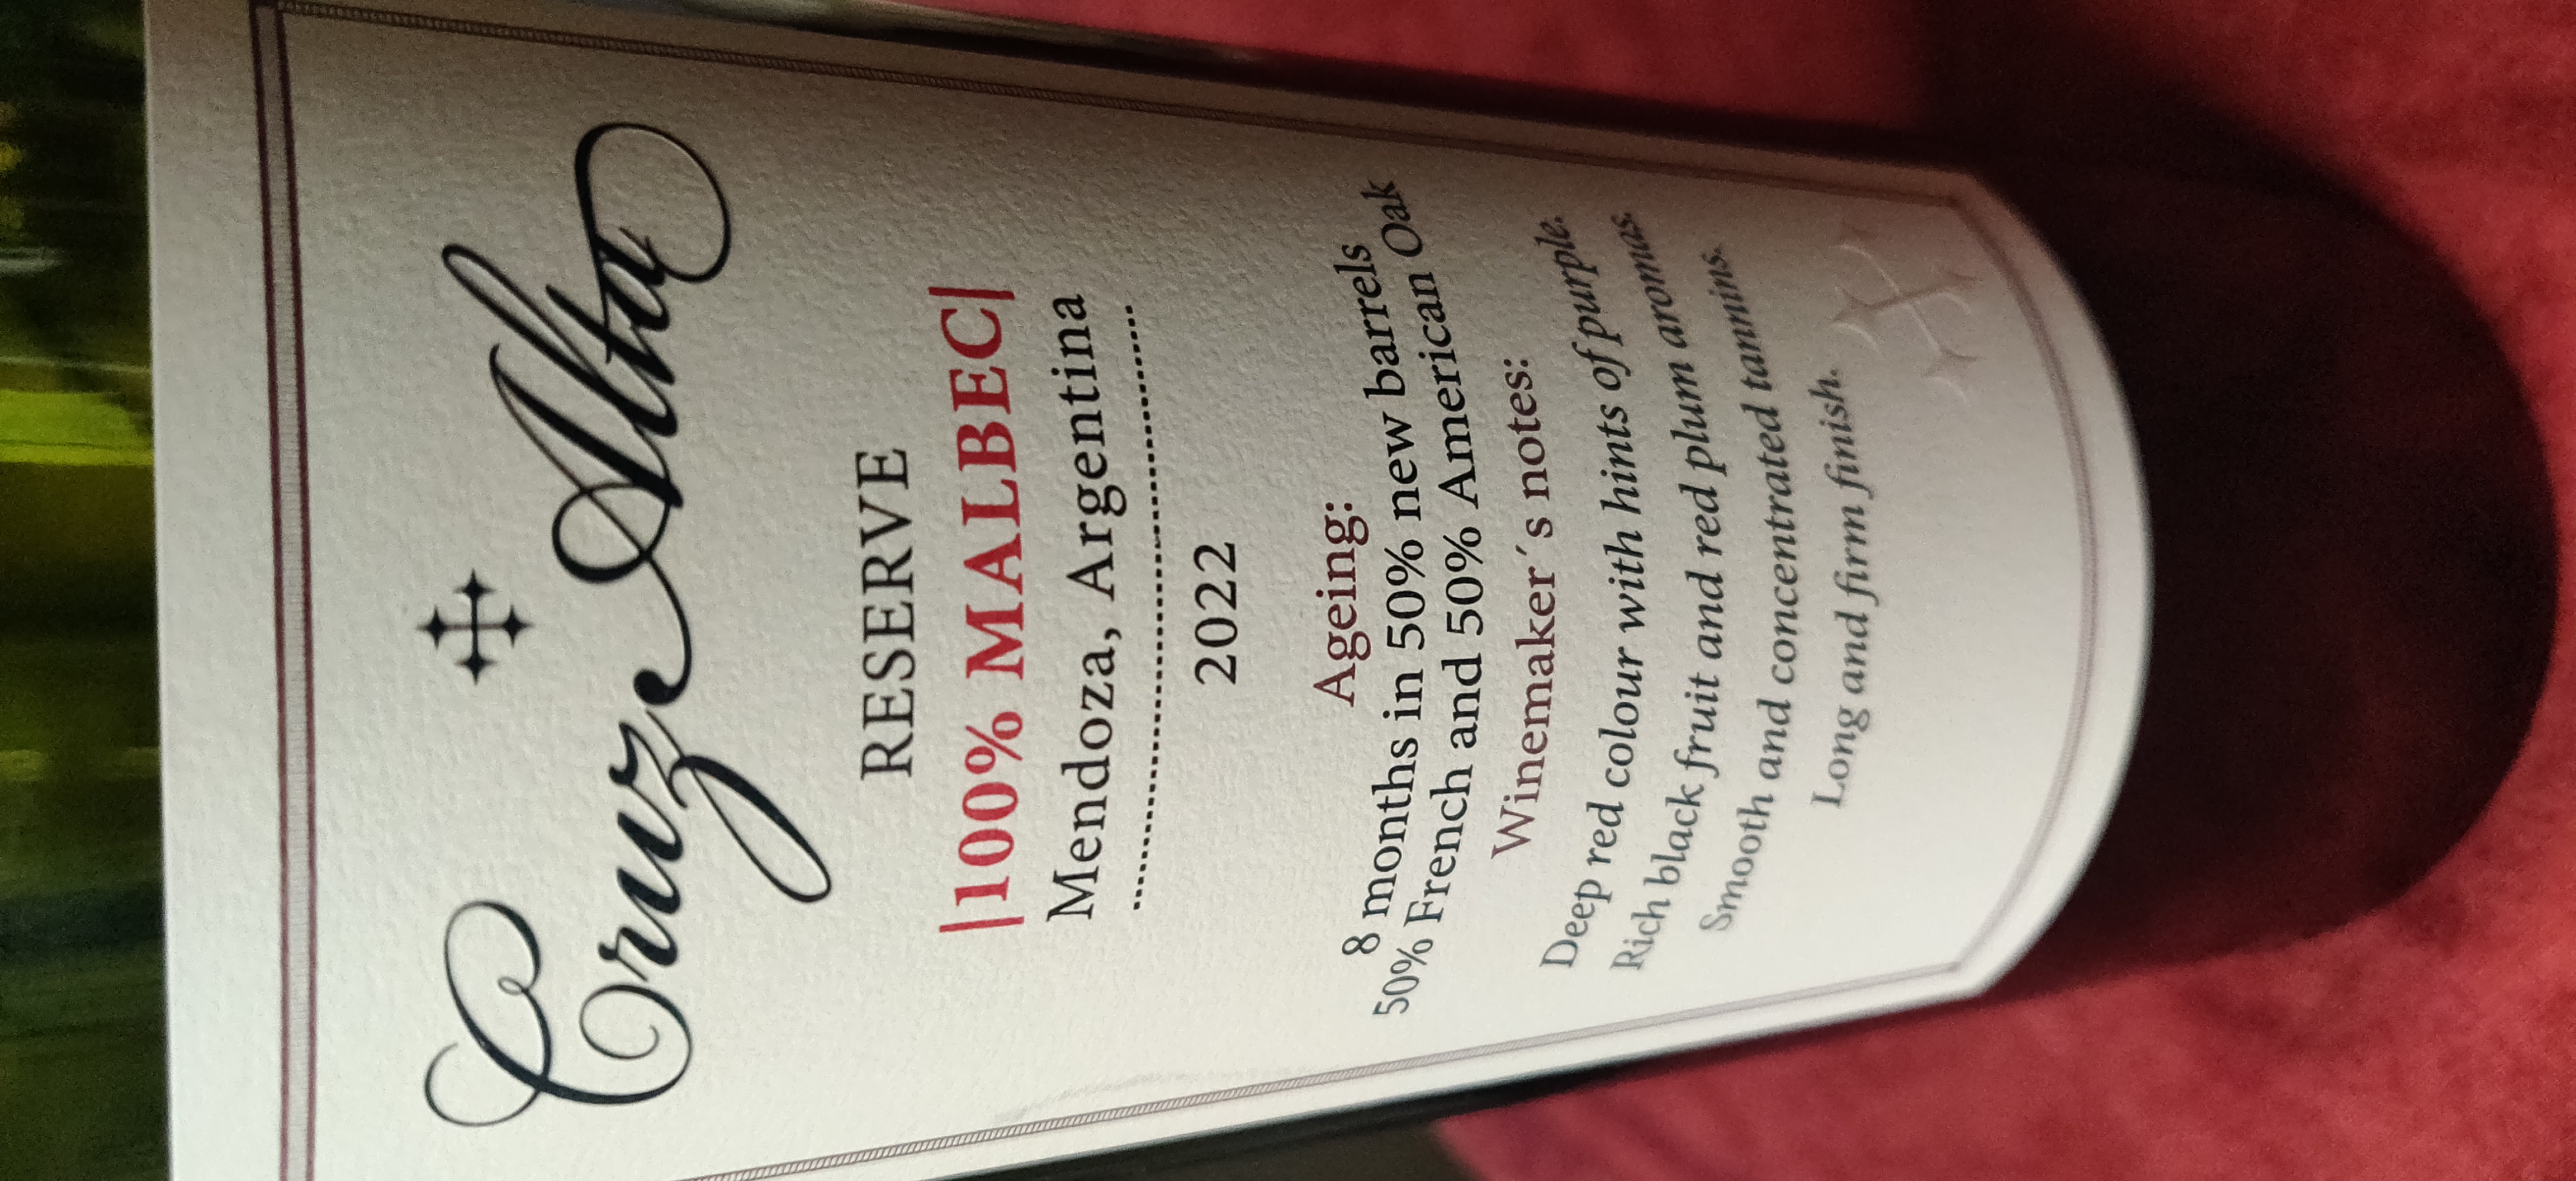 Cruz Alta
RESERVE
|100% MALBEC|
Mendoza, Argentina
2022
Ageing:
8 months in 50% new barrels
50% French and 50% American Oak
Winemaker´s notes:
Deep red colour with hints of purple.
Rich black fruit and red plum aromas.
Smooth and concentrated tannins.
Long and firm finish.